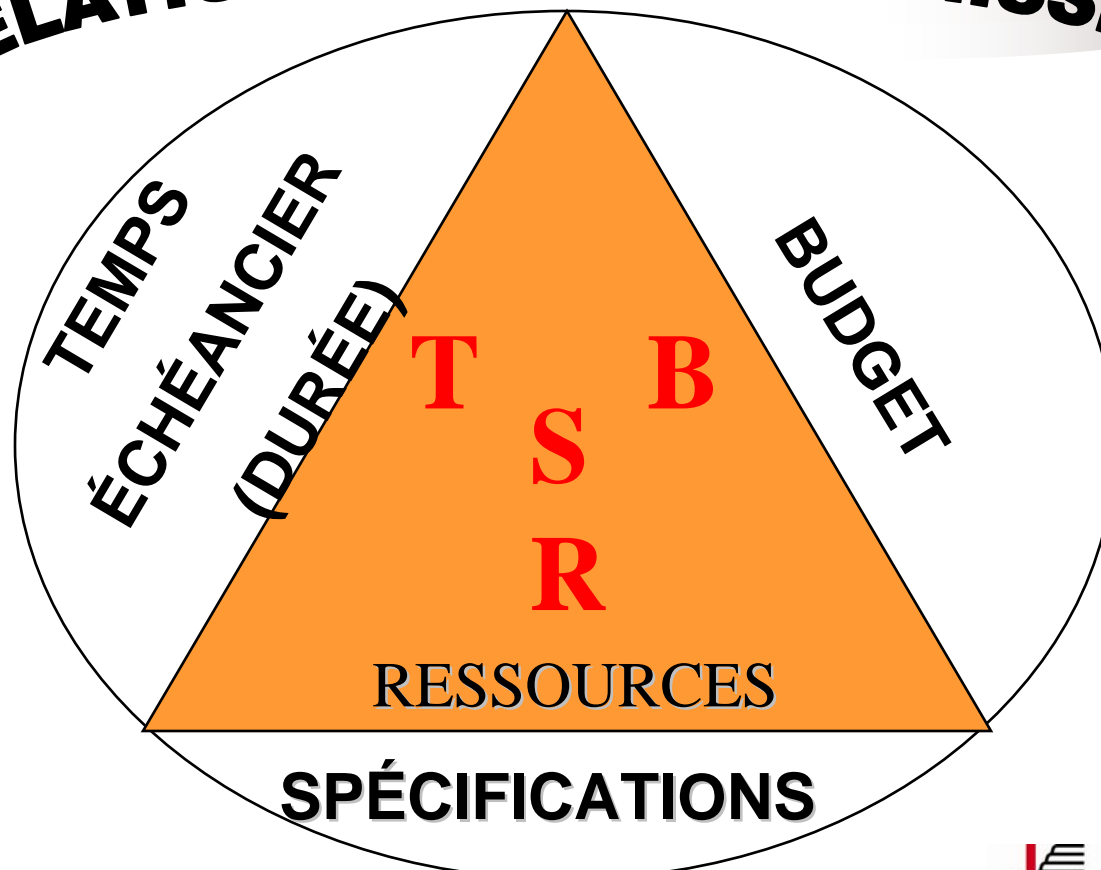 TEMPS
ÉCHÉANCIER
(DURÉE)
BUDGET
T B
S
R
RESSOURCES
SPÉCIFICATIONS